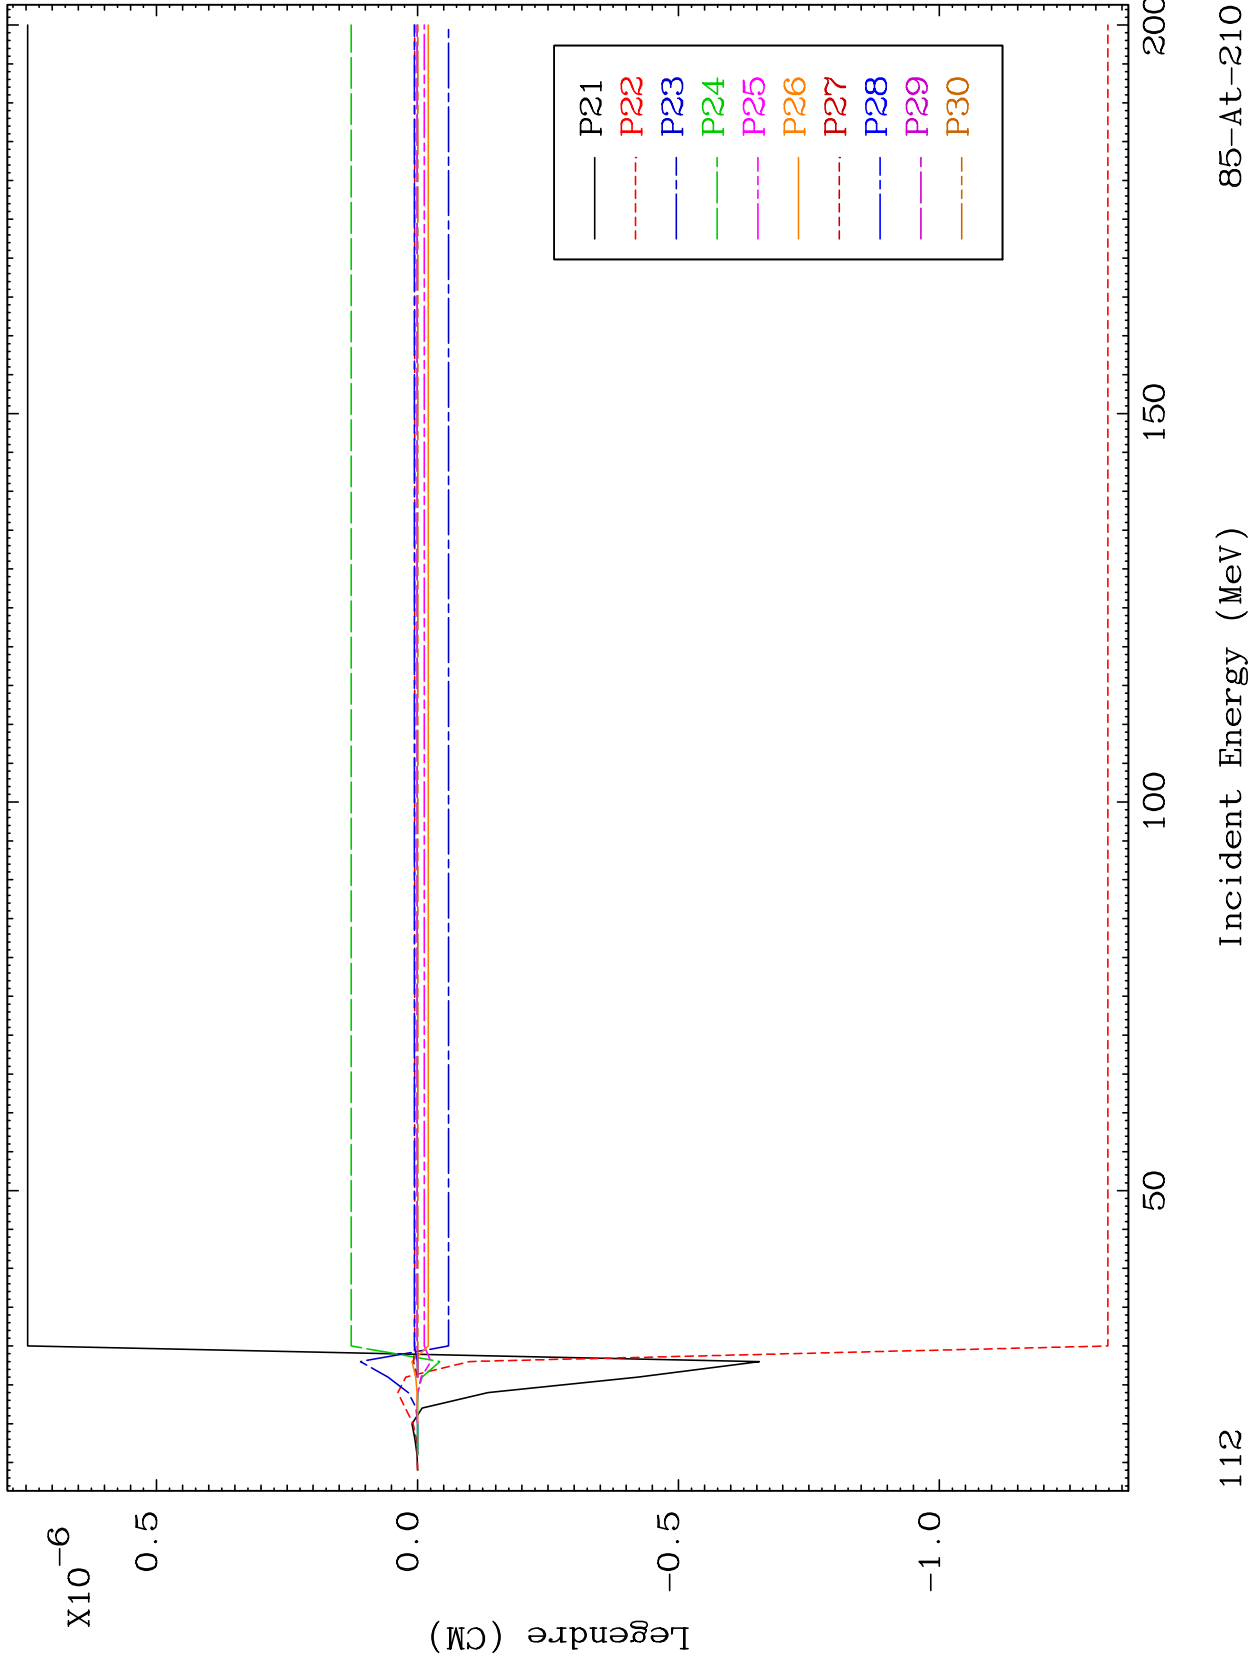 X10-6
0.5
0.0
-0.5
-1.0
Legendre (CM)
50
100
150
200
Incident Energy (MeV)
P21
P22
P23
P24
P25
P26
P27
P28
P29
P30
112
85-At-210